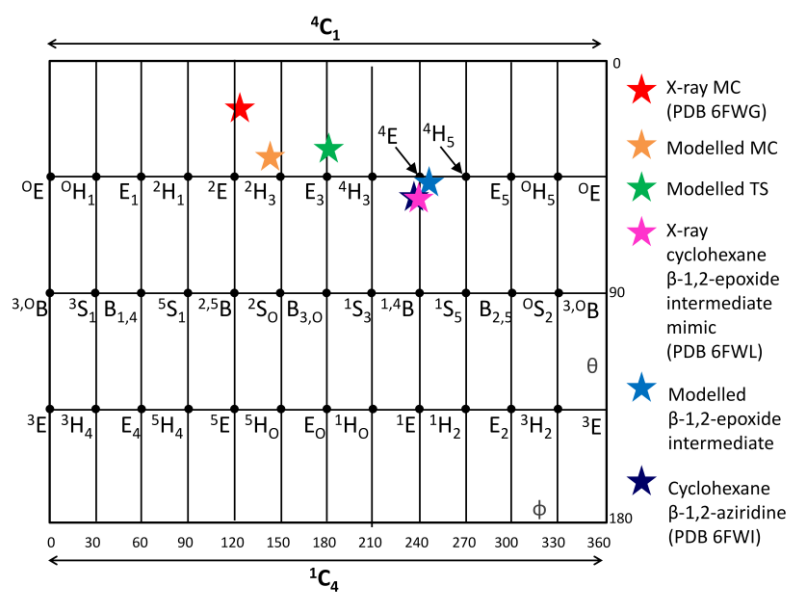 ⁴C₁
0
⁴E ⁴H₅
ᴼE ᴼH₁ E₁ ²H₁ ²E ²H₃ E₃ ⁴H₃ E₅ ᴼH₅ ᴼE
90
³,ᴼB ³S₁ B₁,₄ ⁵S₁ ²,⁵B ²Sₒ B₃,ₒ ¹S₃ ¹,⁴B ¹S₅ B₂,₅ ᴼS₂ ³,ᴼB
θ
³E ³H₄ E₄ ⁵H₄ ⁵E ⁵Hₒ Eₒ ¹Hₒ ¹E ¹H₂ E₂ ³H₂ ³E
ϕ
180
0 30 60 90 120 150 180 210 240 270 300 330 360
¹C₄
X-ray MC
(PDB 6FWG)
Modelled MC
Modelled TS
X-ray
cyclohexane
β-1,2-epoxide
intermediate
mimic
(PDB 6FWL)
Modelled
β-1,2-epoxide
intermediate
Cyclohexane
β-1,2-aziridine
(PDB 6FWI)